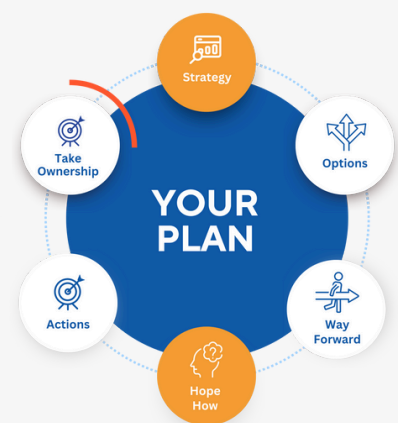 Strategy
Options
Way
Forward
Hope
How
Actions
Take
Ownership
YOUR
PLAN